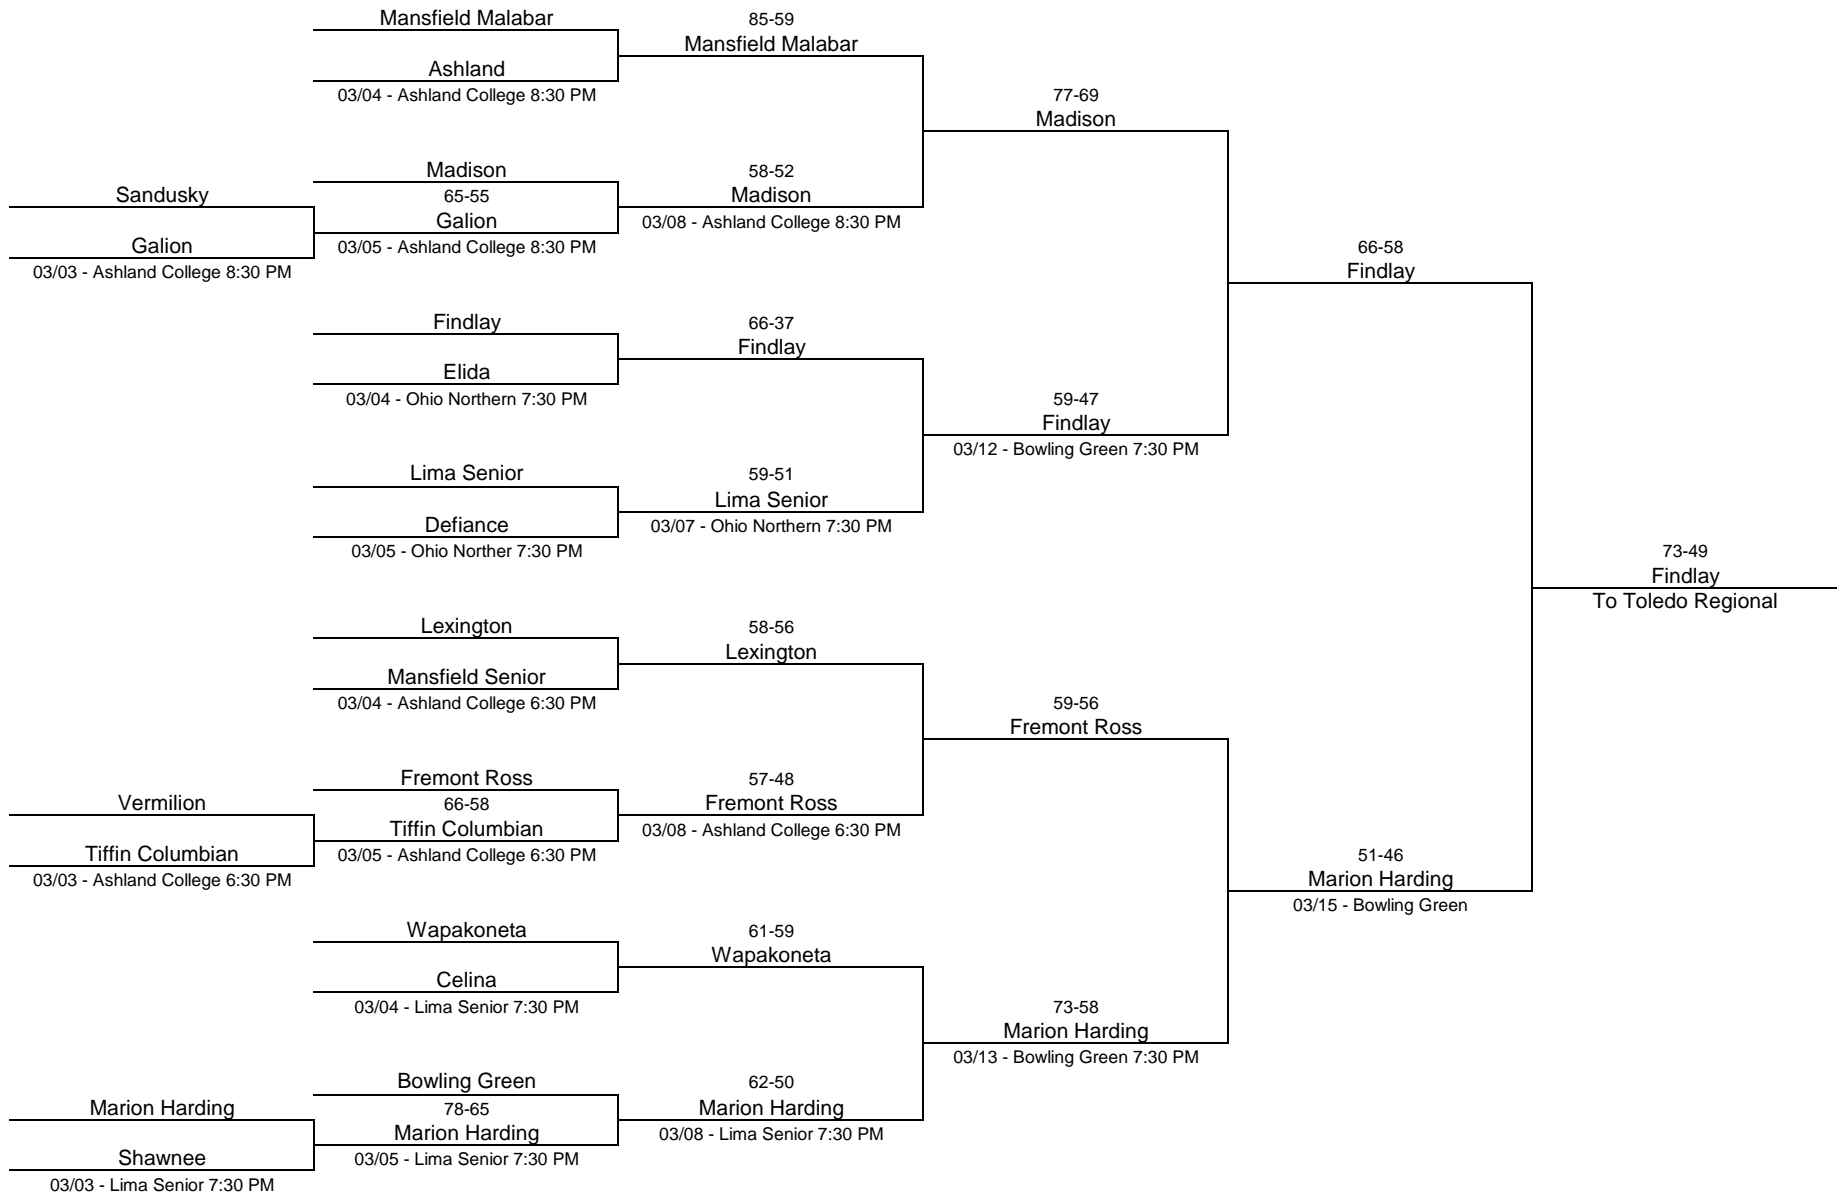 Mansfield Malabar
Ashland
03/04 - Ashland College 8:30 PM
85-59
Mansfield Malabar
Sandusky
Galion
03/03 - Ashland College 8:30 PM
Madison
65-55
Galion
03/05 - Ashland College 8:30 PM
58-52
Madison
03/08 - Ashland College 8:30 PM
77-69
Madison
Findlay
Elida
03/04 - Ohio Northern 7:30 PM
66-37
Findlay
Lima Senior
Defiance
03/05 - Ohio Norther 7:30 PM
59-51
Lima Senior
03/07 - Ohio Northern 7:30 PM
59-47
Findlay
03/12 - Bowling Green 7:30 PM
66-58
Findlay
Lexington
Mansfield Senior
03/04 - Ashland College 6:30 PM
58-56
Lexington
Vermilion
Tiffin Columbian
03/03 - Ashland College 6:30 PM
Fremont Ross
66-58
Tiffin Columbian
03/05 - Ashland College 6:30 PM
57-48
Fremont Ross
03/08 - Ashland College 6:30 PM
59-56
Fremont Ross
Wapakoneta
Celina
03/04 - Lima Senior 7:30 PM
61-59
Wapakoneta
Marion Harding
Shawnee
03/03 - Lima Senior 7:30 PM
Bowling Green
78-65
Marion Harding
03/05 - Lima Senior 7:30 PM
62-50
Marion Harding
03/08 - Lima Senior 7:30 PM
73-58
Marion Harding
03/13 - Bowling Green 7:30 PM
51-46
Marion Harding
03/15 - Bowling Green
73-49
Findlay
To Toledo Regional